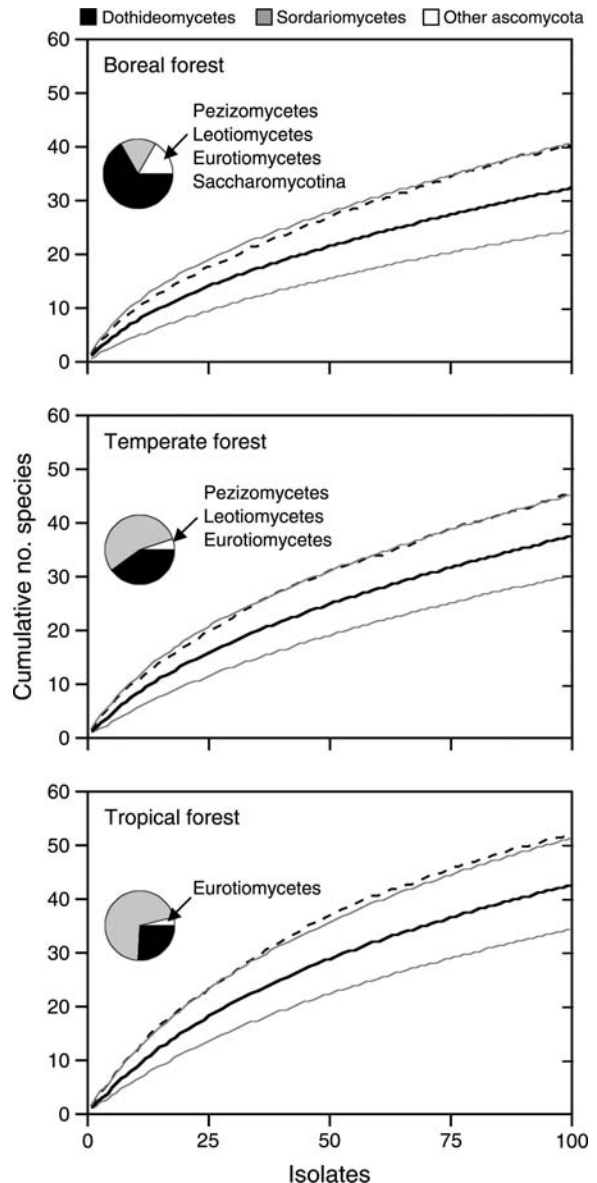 Dothideomycetes Sordariomycetes Other ascomycota
60
50
40
30
20
10
0
Boreal forest
Pezizomycetes
Leotiomycetes
Eurotiomycetes
Saccharomycotina
60
50
40
30
20
10
0
Temperate forest
Pezizomycetes
Leotiomycetes
Eurotiomycetes
Cumulative no. species
60
50
40
30
20
10
0
Tropical forest
Eurotiomycetes
0 25 50 75 100
Isolates